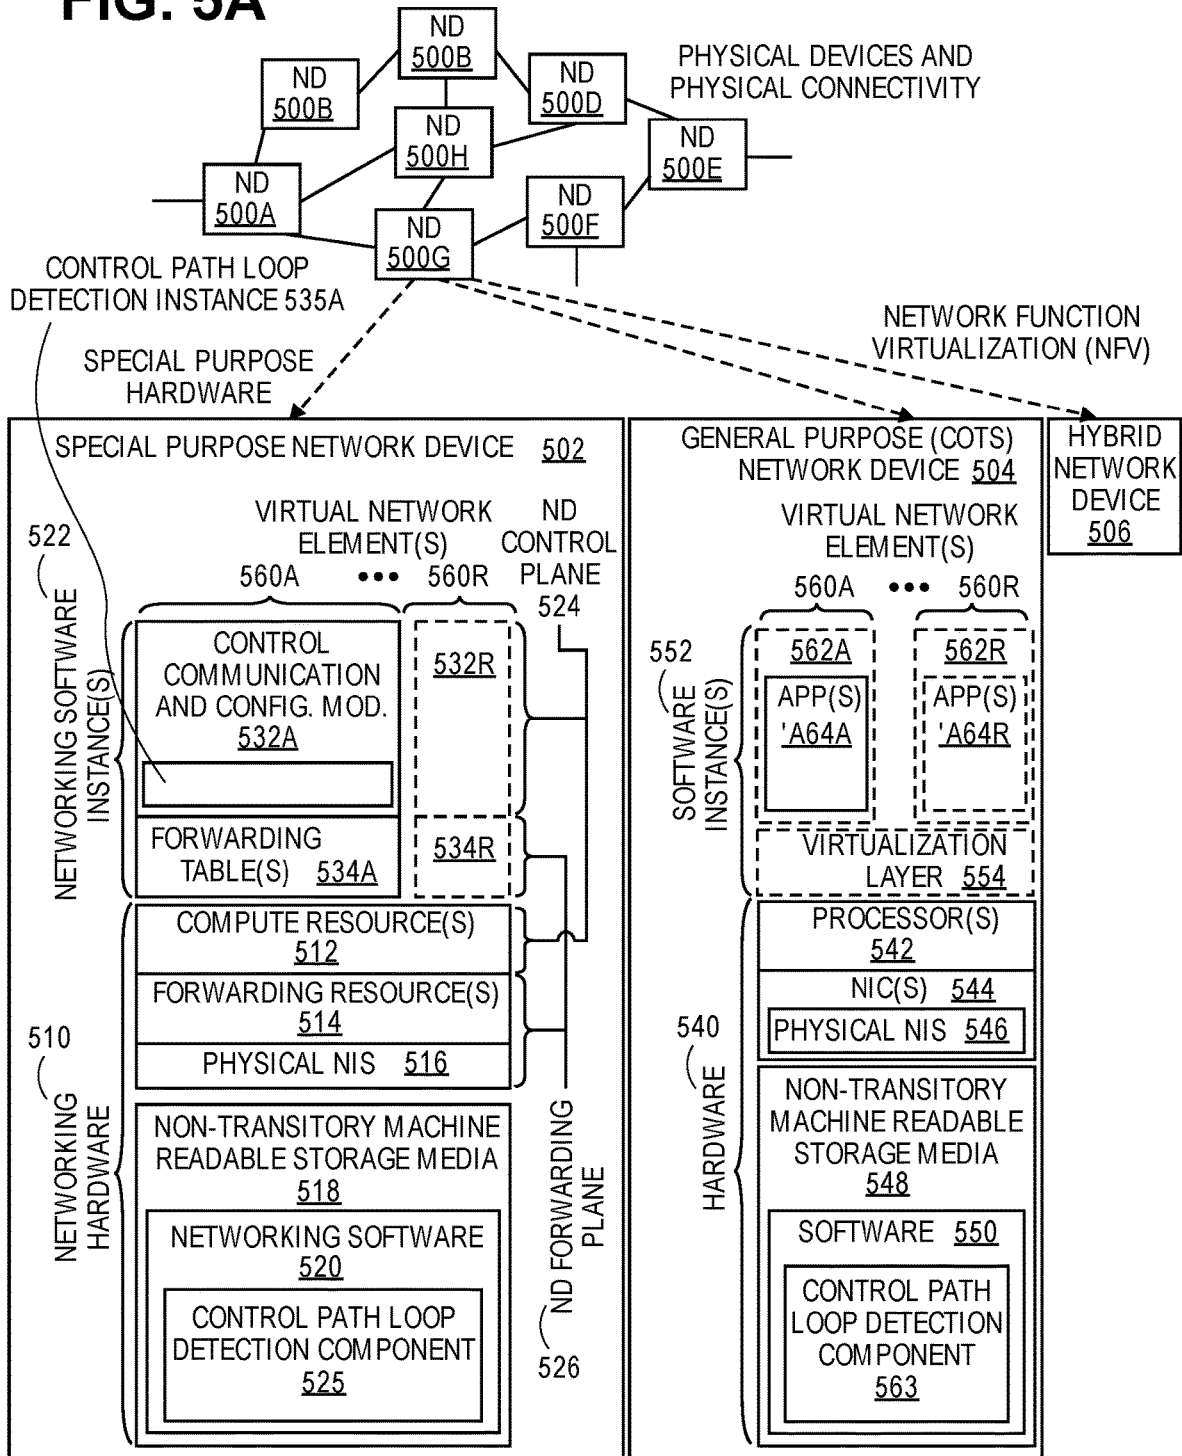 FIG. 5A
ND
500B
PHYSICAL DEVICES AND
PHYSICAL CONNECTIVITY
ND
500B
ND
500D
ND
500H
ND
500E
ND
500A
ND
500F
ND
500G
CONTROL PATH LOOP
DETECTION INSTANCE 535A
NETWORK FUNCTION
VIRTUALIZATION (NFV)
SPECIAL PURPOSE
HARDWARE
SPECIAL PURPOSE NETWORK DEVICE 502
522
NETWORKING SOFTWARE
INSTANCE(S)
VIRTUAL NETWORK
ELEMENT(S)
560A ••• 560R
ND
CONTROL
PLANE
524
CONTROL
COMMUNICATION
AND CONFIG. MOD.
532A
532R
FORWARDING
TABLE(S) 534A
534R
COMPUTE RESOURCE(S)
512
FORWARDING RESOURCE(S)
514
PHYSICAL NIS 516
510
NETWORKING
HARDWARE
NON-TRANSITORY MACHINE
READABLE STORAGE MEDIA
518
NETWORKING SOFTWARE
520
CONTROL PATH LOOP
DETECTION COMPONENT
525
ND FORWARDING
PLANE
526
GENERAL PURPOSE (COTS)
NETWORK DEVICE 504
VIRTUAL NETWORK
ELEMENT(S)
560A ••• 560R
552
SOFTWARE
INSTANCE(S)
562A
APP(S)
'A64A
562R
APP(S)
'A64R
VIRTUALIZATION
LAYER 554
PROCESSOR(S)
542
NIC(S) 544
PHYSICAL NIS 546
540
HARDWARE
NON-TRANSITORY
MACHINE READABLE
STORAGE MEDIA
548
SOFTWARE 550
CONTROL PATH
LOOP DETECTION
COMPONENT
563
HYBRID
NETWORK
DEVICE
506